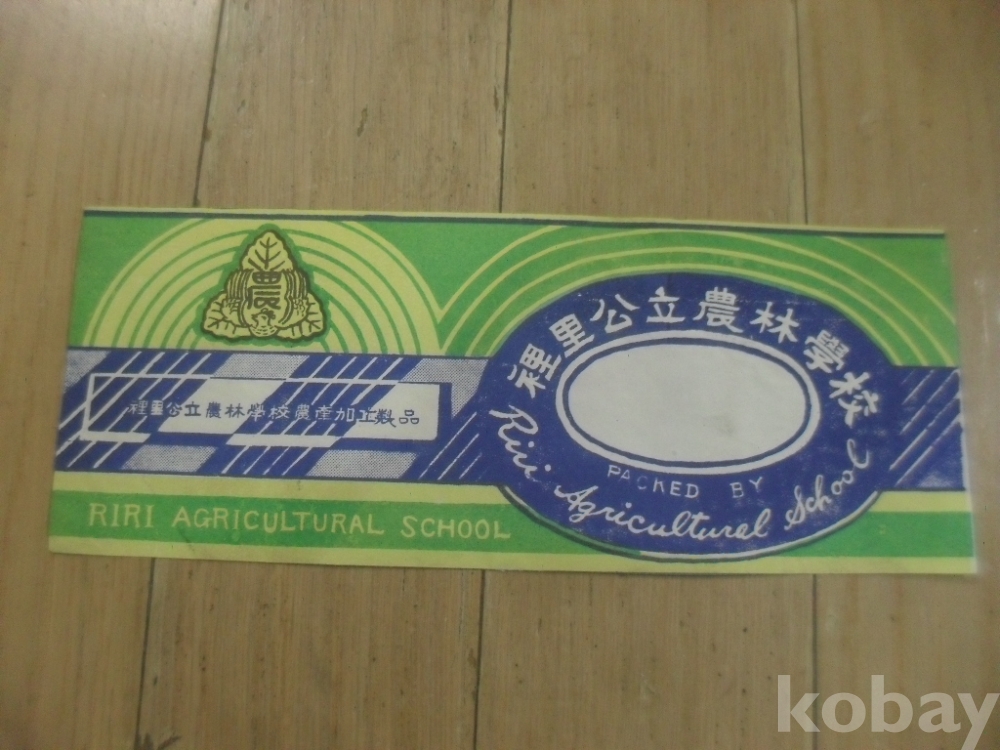 農
裡里公立農林學校農產加工製品
RIRI AGRICULTURAL SCHOOL
裡里公立農林學校
PACKED BY
Riri Agricultural School
kobay